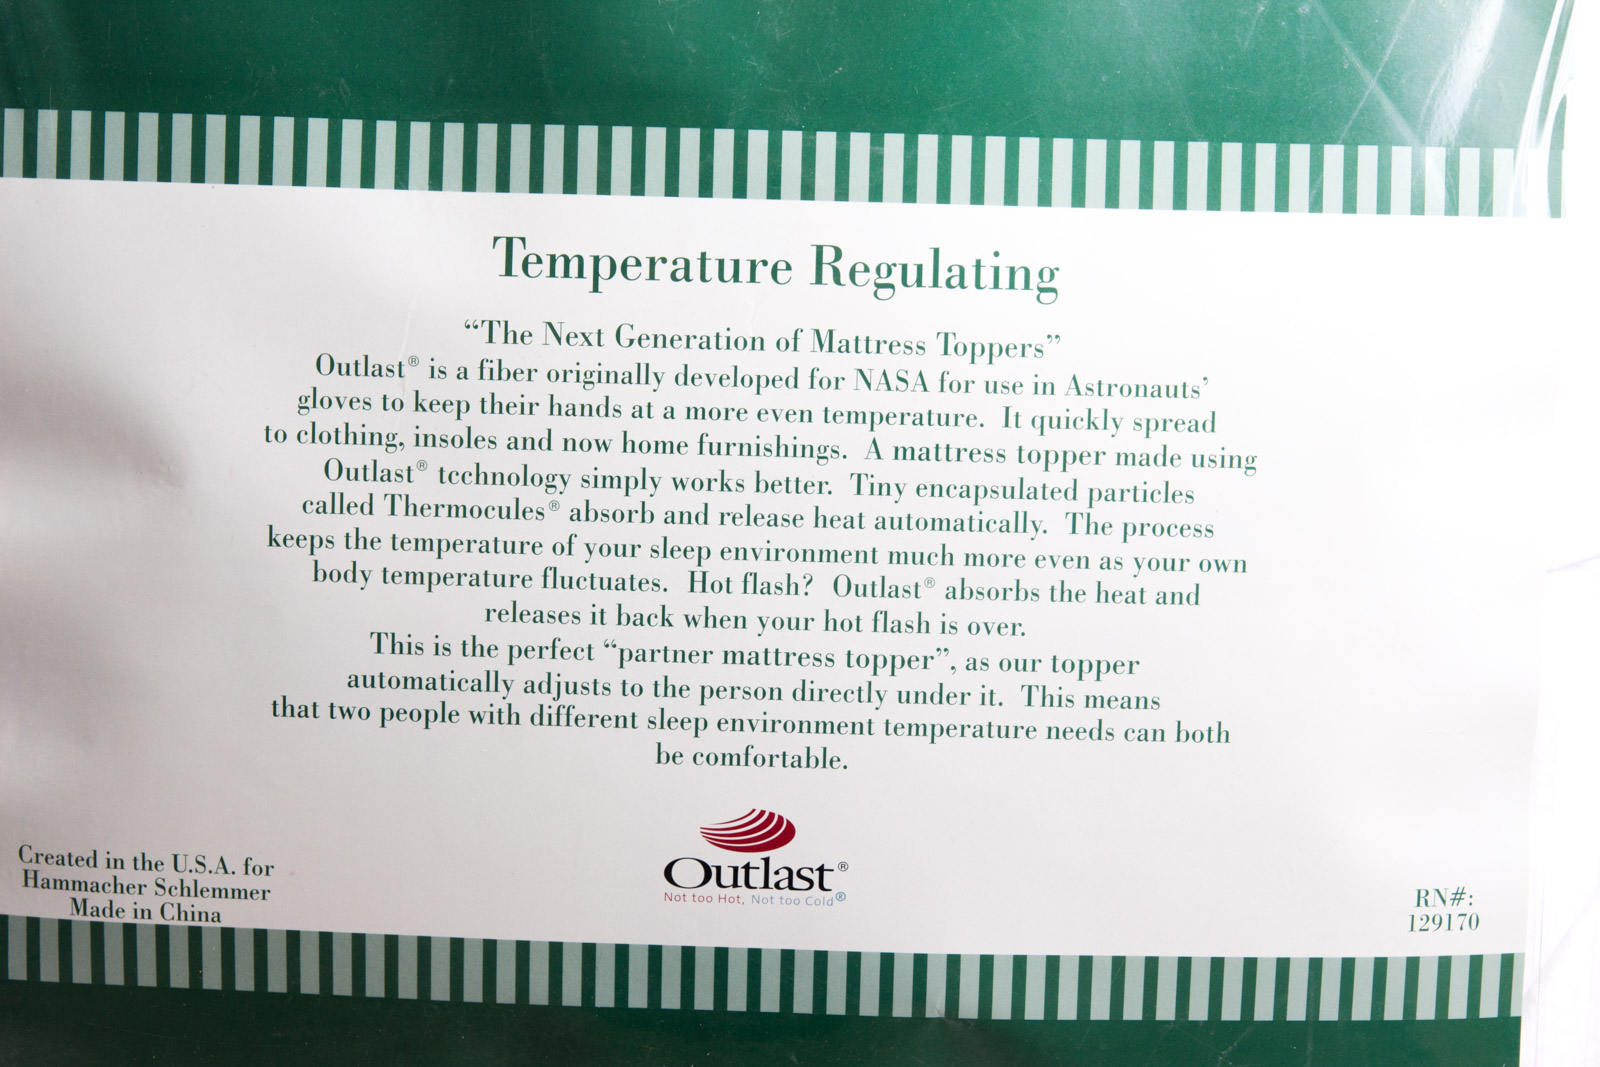 Temperature Regulating
“The Next Generation of Mattress Toppers”
Outlast® is a fiber originally developed for NASA for use in Astronauts’
gloves to keep their hands at a more even temperature. It quickly spread
to clothing, insoles and now home furnishings. A mattress topper made using
Outlast® technology simply works better. Tiny encapsulated particles
called Thermocules® absorb and release heat automatically. The process
keeps the temperature of your sleep environment much more even as your own
body temperature fluctuates. Hot flash? Outlast® absorbs the heat and
releases it back when your hot flash is over.
This is the perfect “partner mattress topper”, as our topper
automatically adjusts to the person directly under it. This means
that two people with different sleep environment temperature needs can both
be comfortable.
Outlast®
Not too Hot, Not too Cold®
Created in the U.S.A. for
Hammacher Schlemmer
Made in China
RN#:
129170